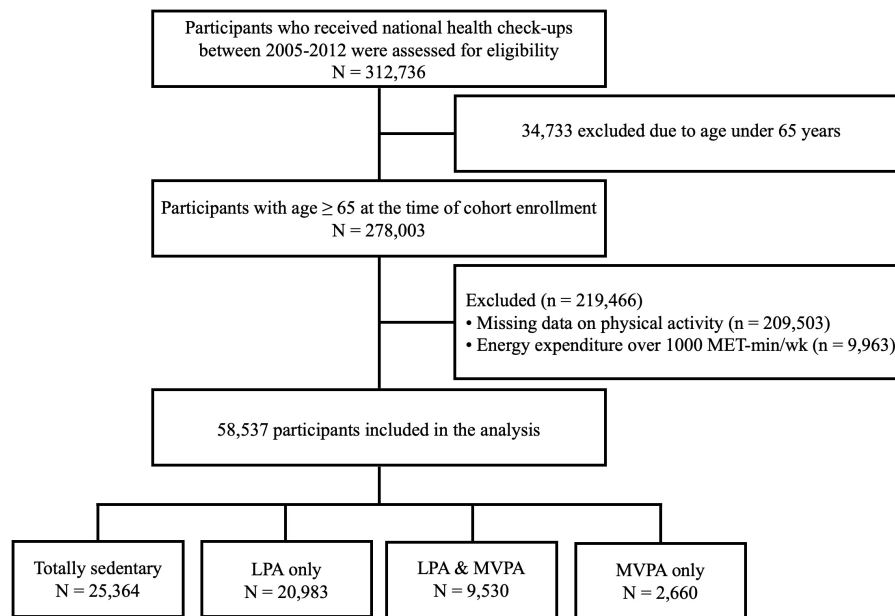 Participants who received national health check-ups
between 2005-2012 were assessed for eligibility
N = 312,736
34,733 excluded due to age under 65 years
Participants with age ≥ 65 at the time of cohort enrollment
N = 278,003
Excluded (n = 219,466)
• Missing data on physical activity (n = 209,503)
• Energy expenditure over 1000 MET-min/wk (n = 9,963)
58,537 participants included in the analysis
Totally sedentary
N = 25,364
LPA only
N = 20,983
LPA & MVPA
N = 9,530
MVPA only
N = 2,660